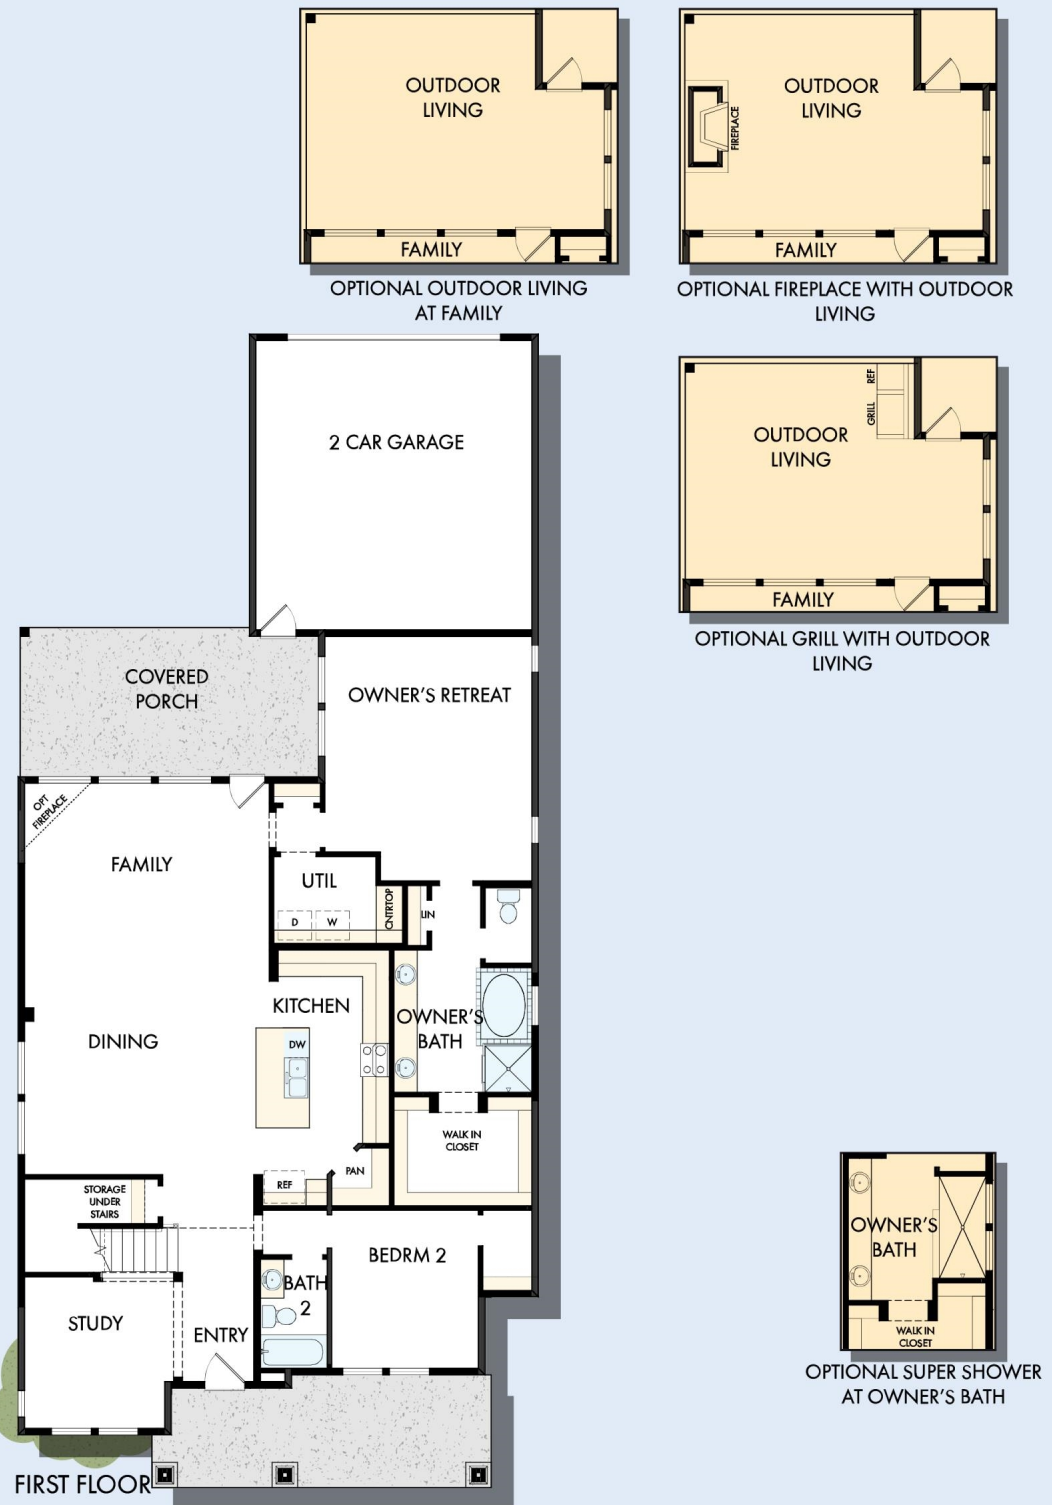 OUTDOOR
LIVING
FAMILY
OPTIONAL OUTDOOR LIVING
AT FAMILY
OUTDOOR
LIVING
FIREPLACE
FAMILY
OPTIONAL FIREPLACE WITH OUTDOOR
LIVING
REF
GRILL
OUTDOOR
LIVING
FAMILY
OPTIONAL GRILL WITH OUTDOOR
LIVING
2 CAR GARAGE
COVERED
PORCH
OWNER'S RETREAT
OPT
FIREPLACE
FAMILY
UTIL
D
W
CNTRTOP
LIN
KITCHEN
DW
DINING
OWNER'S
BATH
WALK IN
CLOSET
PAN
REF
STORAGE
UNDER
STAIRS
BEDRM 2
BATH
2
STUDY
ENTRY
FIRST FLOOR
OWNER'S
BATH
WALK IN
CLOSET
OPTIONAL SUPER SHOWER
AT OWNER'S BATH